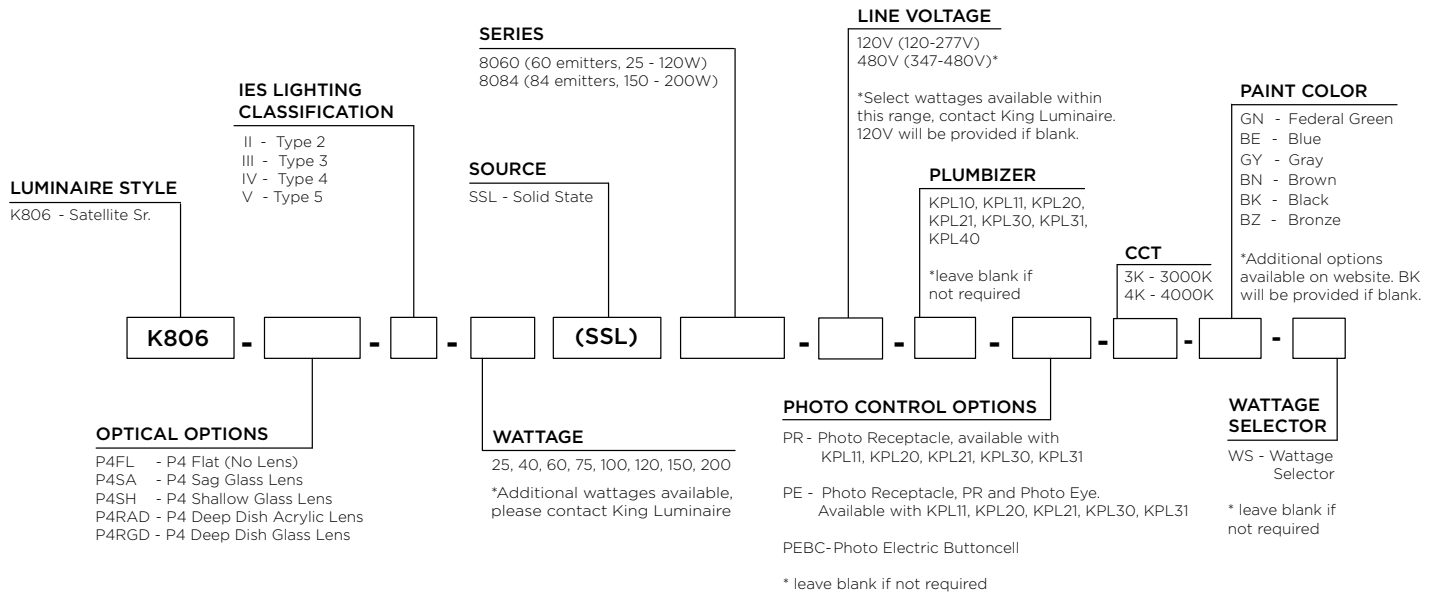 LINE VOLTAGE
120V (120-277V)
480V (347-480V)*
*Select wattages available within
this range, contact King Luminaire.
120V will be provided if blank.
SERIES
8060 (60 emitters, 25 - 120W)
8084 (84 emitters, 150 - 200W)
IES LIGHTING
CLASSIFICATION
II - Type 2
III - Type 3
IV - Type 4
V - Type 5
PAINT COLOR
GN - Federal Green
BE - Blue
GY - Gray
BN - Brown
BK - Black
BZ - Bronze
*Additional options
available on website. BK
will be provided if blank.
SOURCE
SSL - Solid State
PLUMBIZER
KPL10, KPL11, KPL20,
KPL21, KPL30, KPL31,
KPL40
*leave blank if
not required
LUMINAIRE STYLE
K806 - Satellite Sr.
CCT
3K - 3000K
4K - 4000K
K806 - - - (SSL) - - - - - -
OPTICAL OPTIONS
P4FL - P4 Flat (No Lens)
P4SA - P4 Sag Glass Lens
P4SH - P4 Shallow Glass Lens
P4RAD - P4 Deep Dish Acrylic Lens
P4RGD - P4 Deep Dish Glass Lens
WATTAGE
25, 40, 60, 75, 100, 120, 150, 200
*Additional wattages available,
please contact King Luminaire
PHOTO CONTROL OPTIONS
PR - Photo Receptacle, available with
KPL11, KPL20, KPL21, KPL30, KPL31
PE - Photo Receptacle, PR and Photo Eye.
Available with KPL11, KPL20, KPL21, KPL30, KPL31
PEBC-Photo Electric Buttoncell
* leave blank if not required
WATTAGE
SELECTOR
WS - Wattage
Selector
* leave blank if
not required